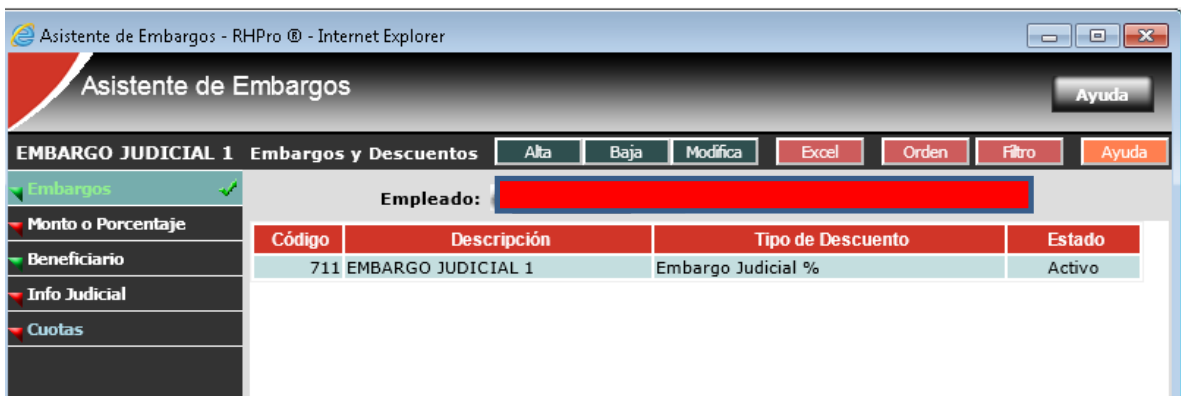 Asistente de Embargos - RHPro ® - Internet Explorer
Asistente de Embargos
Ayuda
EMBARGO JUDICIAL 1 Embargos y Descuentos Alta Baja Modifica Excel Orden Filtro Ayuda
Embargos
Empleado:
Monto o Porcentaje
Código Descripción Tipo de Descuento Estado
Beneficiario
711 EMBARGO JUDICIAL 1 Embargo Judicial % Activo
Info Judicial
Cuotas